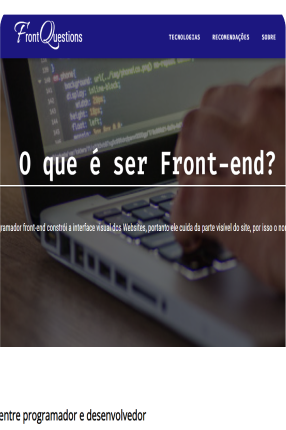 FrontQuestions
TECNOLOGIAS RECOMENDAÇÕES SOBRE
O que é ser Front-end?
gramador front-end constrói a interface visual dos Websites, portanto ele cuida da parte visível do site, por isso o no
entre programador e desenvolvedor